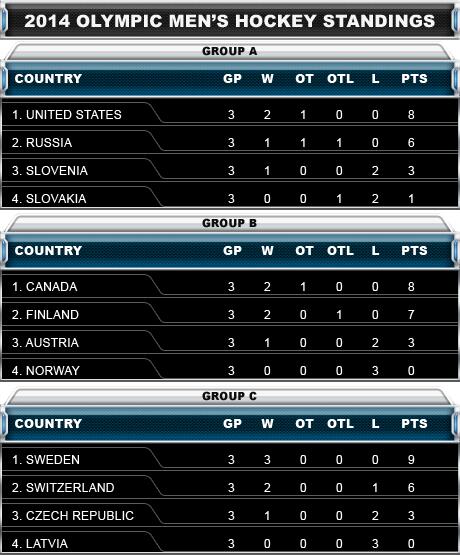 2014 OLYMPIC MEN'S HOCKEY STANDINGS
GROUP A
COUNTRY GP W OT OTL L PTS
1. UNITED STATES 3 2 1 0 0 8
2. RUSSIA 3 1 1 1 0 6
3. SLOVENIA 3 1 0 0 2 3
4. SLOVAKIA 3 0 0 1 2 1
GROUP B
COUNTRY GP W OT OTL L PTS
1. CANADA 3 2 1 0 0 8
2. FINLAND 3 2 0 1 0 7
3. AUSTRIA 3 1 0 0 2 3
4. NORWAY 3 0 0 0 3 0
GROUP C
COUNTRY GP W OT OTL L PTS
1. SWEDEN 3 3 0 0 0 9
2. SWITZERLAND 3 2 0 0 1 6
3. CZECH REPUBLIC 3 1 0 0 2 3
4. LATVIA 3 0 0 0 3 0